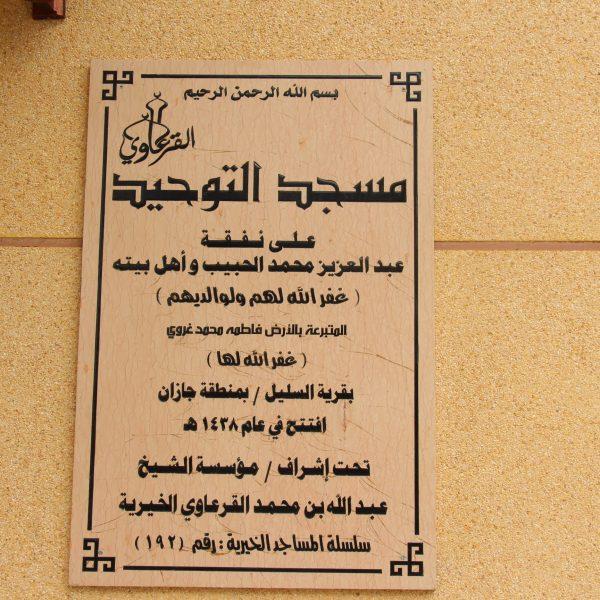 بسم الله الرحمن الرحيم
القرعاوي
مسجد التوحيد
على نفقة
عبد العزيز محمد الحبيب وأهل بيته
( غفر الله لهم ولوالديهم )
المتبرعة بالأرض فاطمه محمد غروي
( غفر الله لها )
بقرية السليل / بمنطقة جازان
افتتح في عام ١٤٣٨ هـ
تحت إشراف / مؤسسة الشيخ
عبد الله بن محمد القرعاوي الخيرية
سلسلة المساجد الخيرية : رقم (١٩٢)